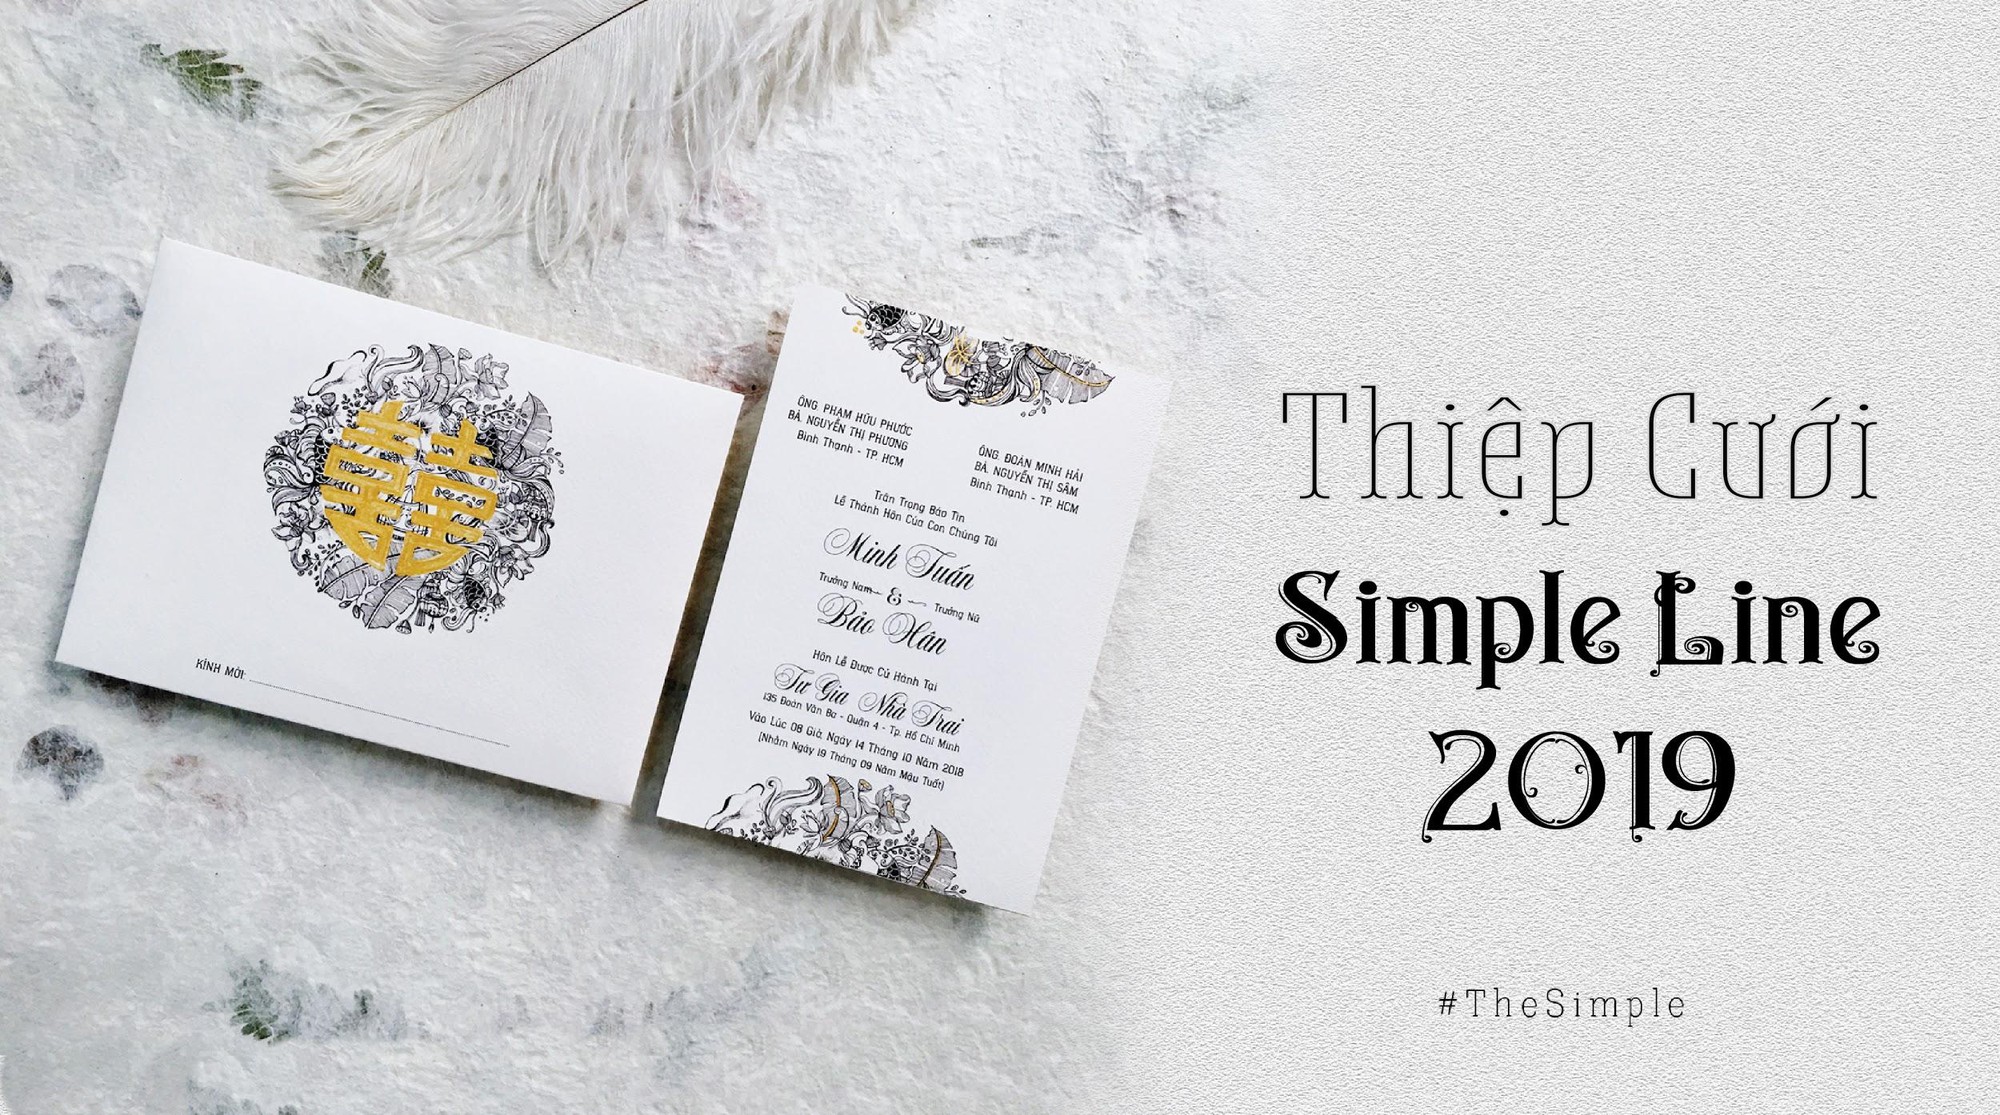 囍
KÍNH MỜI:
ÔNG. PHẠM HỮU PHƯỚC
BÀ. NGUYỄN THỊ PHƯƠNG
Bình Thạnh - TP. HCM
ÔNG. ĐOÀN MINH HẢI
BÀ. NGUYỄN THỊ SÂM
Bình Thạnh - TP. HCM
Trân Trọng Báo Tin
Lễ Thành Hôn Của Con Chúng Tôi
Minh Tuấn
Trưởng Nam & Trưởng Nữ
Bảo Hân
Hôn Lễ Được Cử Hành Tại
Tư Gia Nhà Trai
135 Đoàn Văn Bơ - Quận 4 - Tp. Hồ Chí Minh
Vào Lúc 08 Giờ, Ngày 14 Tháng 10 Năm 2018
(Nhằm Ngày 19 Tháng 09 Năm Mậu Tuất)
Thiệp Cưới
Simple Line
2019
#TheSimple